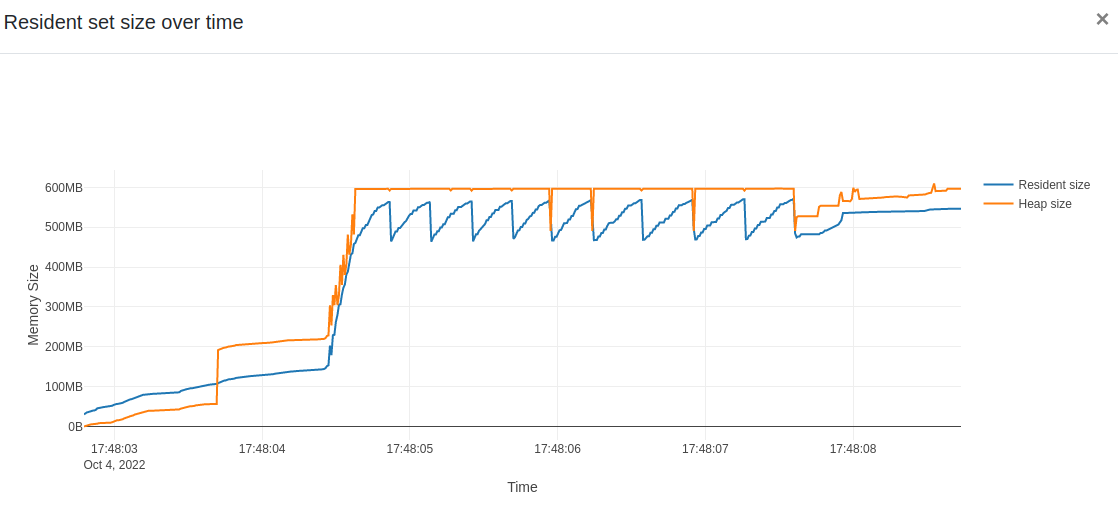 Resident set size over time
×
600MB
500MB
400MB
300MB
200MB
100MB
0B
Memory Size
17:48:03
Oct 4, 2022
17:48:04
17:48:05
17:48:06
17:48:07
17:48:08
Time
Resident size
Heap size